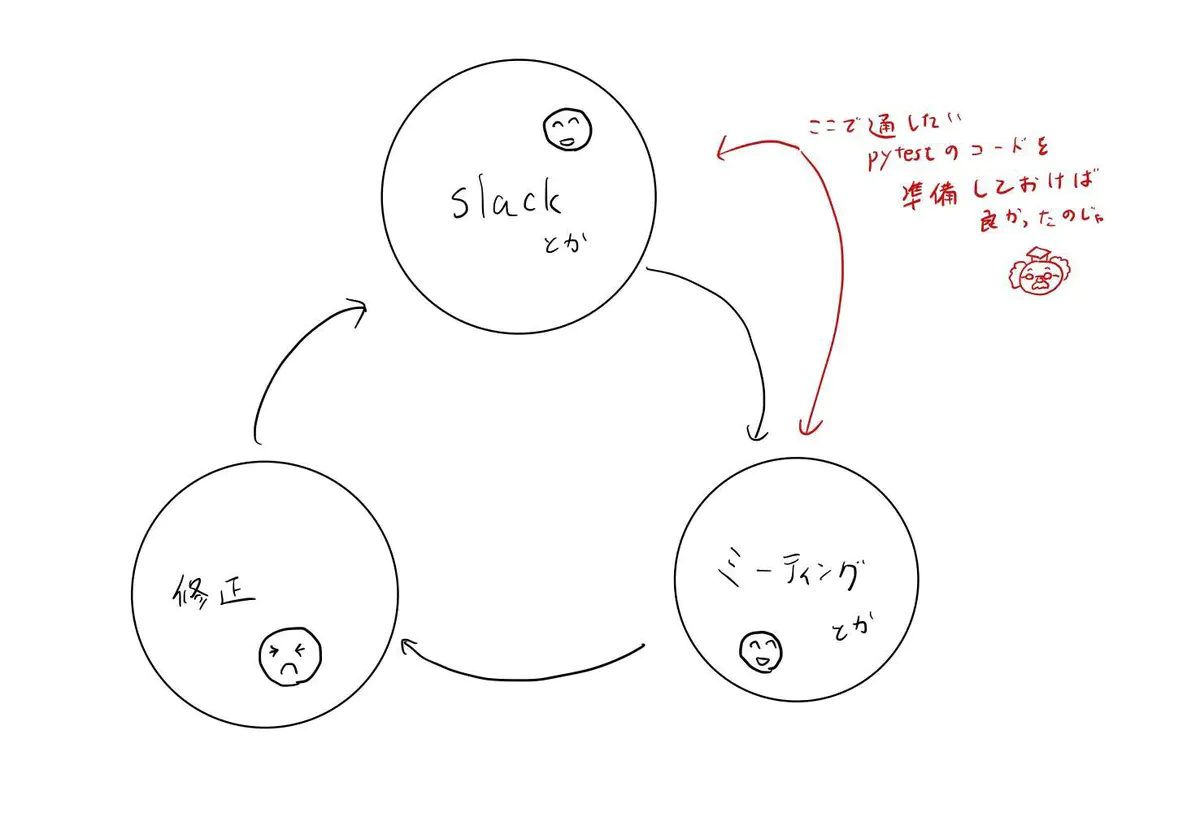 slack
とか
ここで通したい
pytestのコードを
準備しておけば
良かったのじゃ
修正
ミーティング
とか